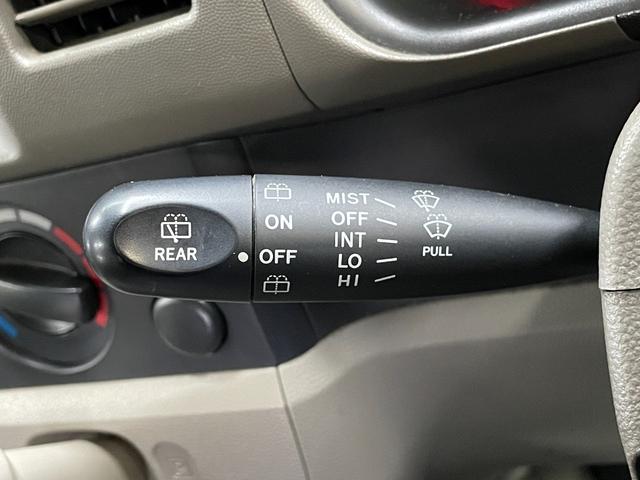 REAR
ON
OFF
MIST
OFF
INT
LO
HI
PULL